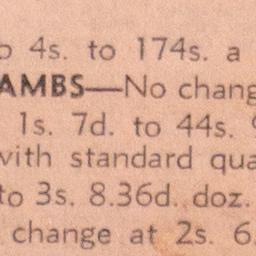 4s. to 174s. a
AMBS—No chang
1s. 7d. to 44s.
with standard qua
to 3s. 8.36d. doz.
change at 2s. 6.